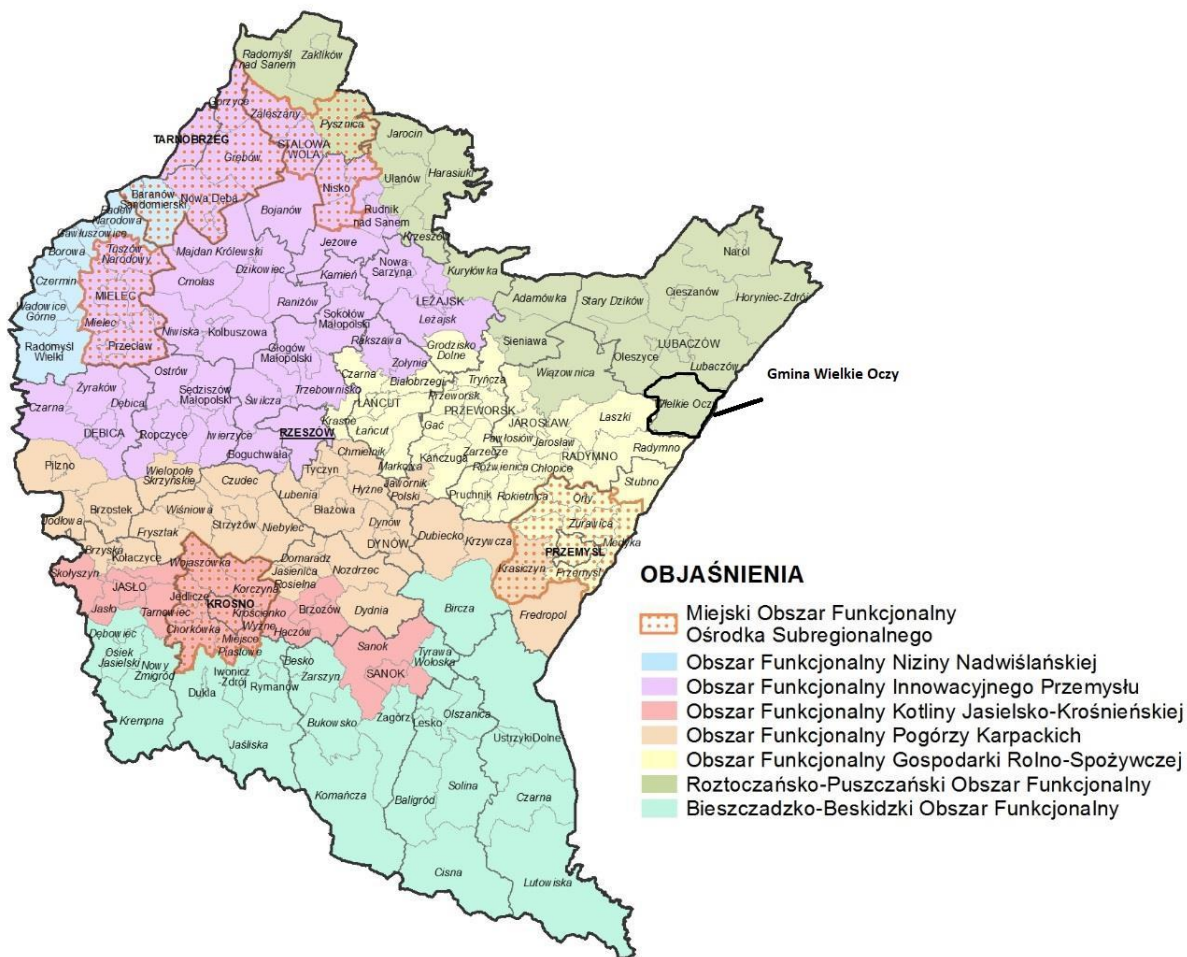 Radomyśl
nad Sanem
Zaklików
Gorzyce
Zaleszany
Pysznica
TARNOBRZEG
STALOWA
WOLA
Jarocin
Grębów
Ulanów
Harasiuki
Baranów
Sandomierski
Nowa Dęba
Nisko
Bojanów
Rudnik
nad Sanem
Padew
Narodowa
Gawłuszowice
Krzeszów
Borowa
Tuszów
Narodowy
Majdan Królewski
Jeżowe
Nowa
Sarzyna
Kuryłówka
Narol
Czermin
Cmolas
Dzikowiec
Kamień
Adamówka
Stary Dzików
Cieszanów
Horyniec-Zdrój
MIELEC
Raniżów
LEŻAJSK
Leżajsk
Wadowice
Górne
Mielec
Niwiska
Kolbuszowa
Sokołów
Małopolski
Sieniawa
LUBACZÓW
Oleszyce
Radomyśl
Wielki
Przecław
Głogów
Małopolski
Rakszawa
Grodzisko
Dolne
Lubaczów
Ostrów
Żołynia
Wiązownica
Gmina Wielkie Oczy
Żyraków
Sędziszów
Małopolski
Trzebownisko
Czarna
Białobrzegi
Tryńcza
Wielkie Oczy
Czarna
Dębica
Świlcza
ŁAŃCUT
Przeworsk
PRZEWORSK
JAROSŁAW
Laszki
DĘBICA
Ropczyce
Iwierzyce
RZESZÓW
Krasne
Łańcut
Gać
Pawłosiów
Jarosław
RADYMNO
Radymno
Boguchwała
Chmielnik
Markowa
Kańczuga
Zarzecze
Roźwienica
Chłopice
Pilzno
Wielopole
Skrzyńskie
Czudec
Tyczyn
Jawornik
Polski
Pruchnik
Rokietnica
Stubno
Orły
Brzostek
Wiśniowa
Lubenia
Hyżne
Błażowa
Żurawica
Jodłowa
Strzyżów
Niebylec
Dynów
DYNÓW
Dubiecko
Krzywcza
Medyka
PRZEMYŚL
Brzyska
Frysztak
Kołaczyce
Domaradz
Krasiczyn
Przemyśl
Skołyszyn
JASŁO
Wojaszówka
Jasienica
Rosielna
Nozdrzec
Fredropol
Jasło
Jedlicze
Korczyna
Brzozów
Bircza
Tarnowiec
KROSNO
Krościenko
Wyżne
Dydnia
Dębowiec
Chorkówka
Haczów
Miejsce
Piastowe
Sanok
Tyrawa
Wołoska
Osiek
Jasielski
Nowy
Żmigród
Iwonicz
Zdrój
Besko
Zarszyn
SANOK
Dukla
Rymanów
Krempna
Bukowsko
Zagórz
Lesko
Olszanica
Jaśliska
Ustrzyki Dolne
Komańcza
Baligród
Solina
Czarna
Cisna
Lutowiska
OBJAŚNIENIA
Miejski Obszar Funkcjonalny
Ośrodka Subregionalnego
Obszar Funkcjonalny Niziny Nadwiślańskiej
Obszar Funkcjonalny Innowacyjnego Przemysłu
Obszar Funkcjonalny Kotliny Jasielsko-Krośnieńskiej
Obszar Funkcjonalny Pogórzy Karpackich
Obszar Funkcjonalny Gospodarki Rolno-Spożywczej
Roztoczańsko-Puszczański Obszar Funkcjonalny
Bieszczadzko-Beskidzki Obszar Funkcjonalny